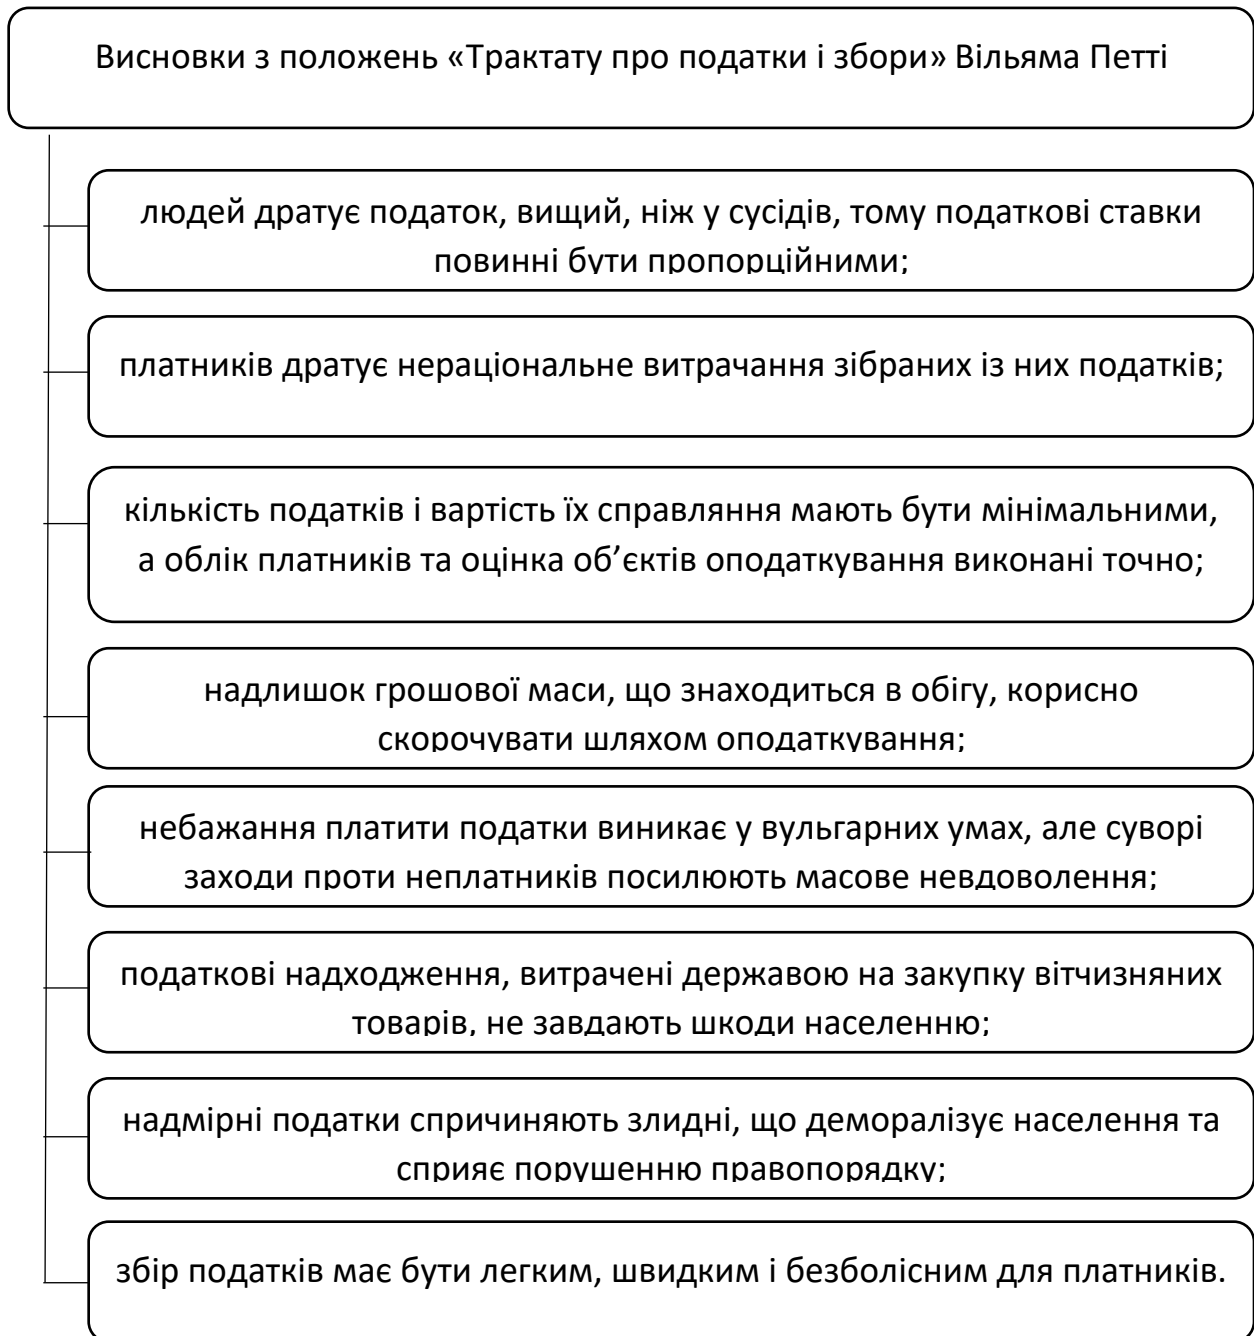 Висновки з положень «Трактату про податки і збори» Вільяма Петті
людей дратує податок, вищий, ніж у сусідів, тому податкові ставки
повинні бути пропорційними;
платників дратує нераціональне витрачання зібраних із них податків;
кількість податків і вартість їх справляння мають бути мінімальними,
а облік платників та оцінка об’єктів оподаткування виконані точно;
надлишок грошової маси, що знаходиться в обігу, корисно
скорочувати шляхом оподаткування;
небажання платити податки виникає у вульгарних умах, але суворі
заходи проти неплатників посилюють масове невдоволення;
податкові надходження, витрачені державою на закупку вітчизняних
товарів, не завдають шкоди населенню;
надмірні податки спричиняють злидні, що деморалізує населення та
сприяє порушенню правопорядку;
збір податків має бути легким, швидким і безболісним для платників.